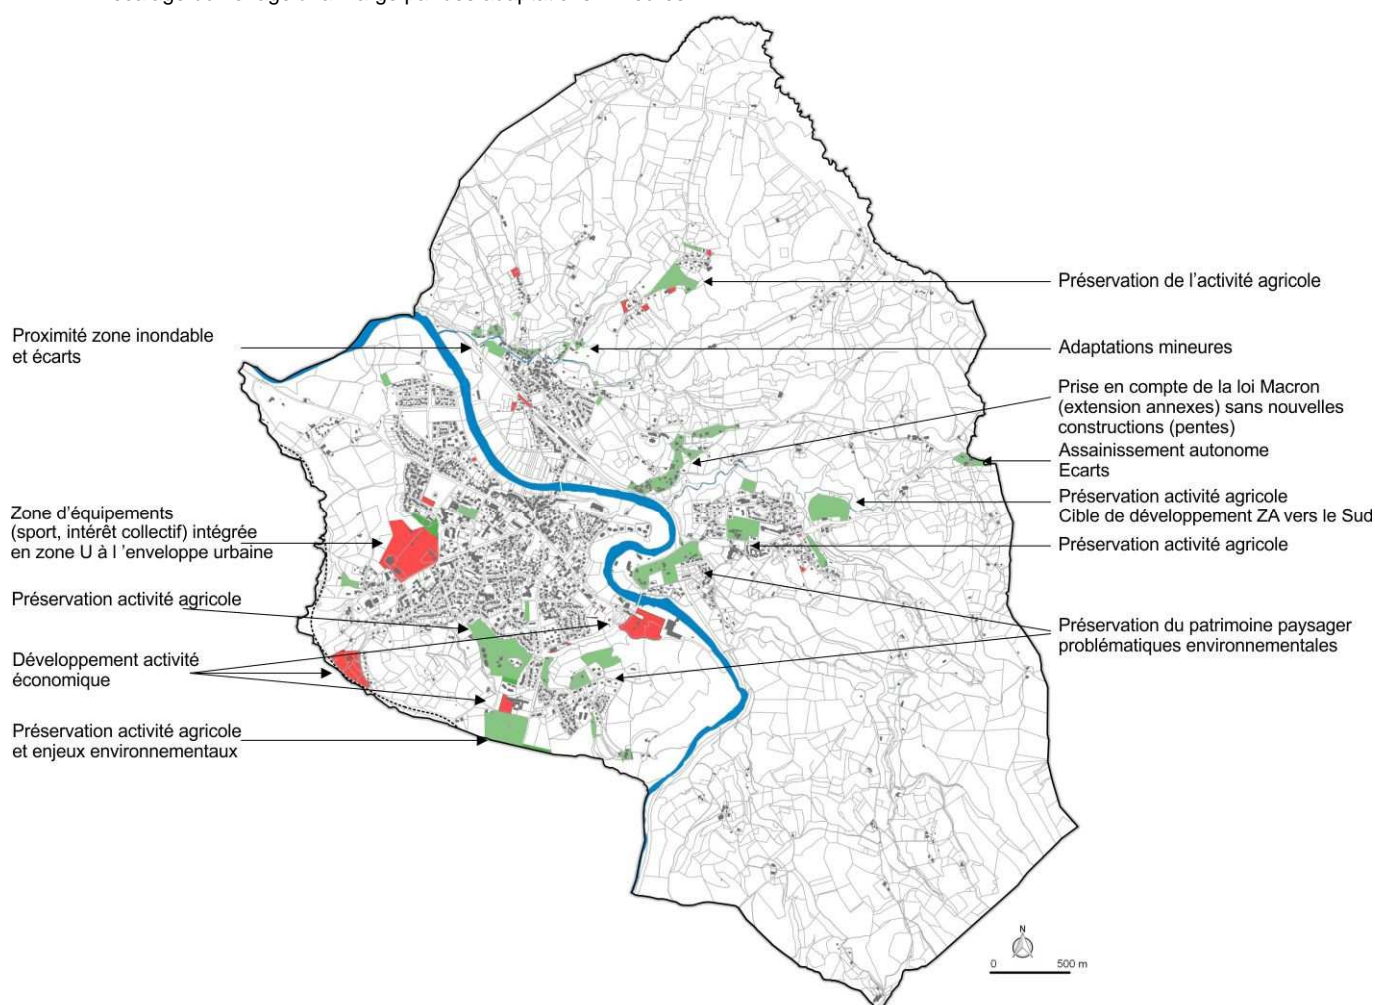 Préservation de l'activité agricole
Proximité zone inondable
et écarts
Adaptations mineures
Prise en compte de la loi Macron
(extension annexes) sans nouvelles
constructions (pentes)
Assainissement autonome
Ecarts
Préservation activité agricole
Cible de développement ZA vers le Sud
Préservation activité agricole
Zone d'équipements
(sport, intérêt collectif) intégrée
en zone U à l 'enveloppe urbaine
Préservation activité agricole
Préservation du patrimoine paysager
problématiques environnementales
Développement activité
économique
Préservation activité agricole
et enjeux environnementaux
N
0 500 m